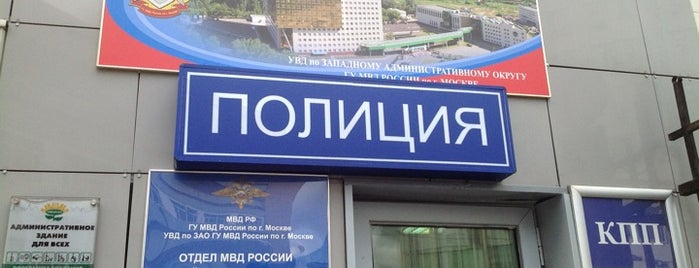 УВД по ЗАПАДНОМУ АДМИНИСТРАТИВНОМУ ОКРУГУ
ГУ МВД РОССИИ по г. МОСКВЕ
ПОЛИЦИЯ
АДМИНИСТРАТИВНОЕ
ЗДАНИЕ
ДЛЯ ВСЕХ
МВД РФ
ГУ МВД России по г. Москве
УВД по ЗАО ГУ МВД России по г. Москве
ОТДЕЛ МВД РОССИИ
КПП